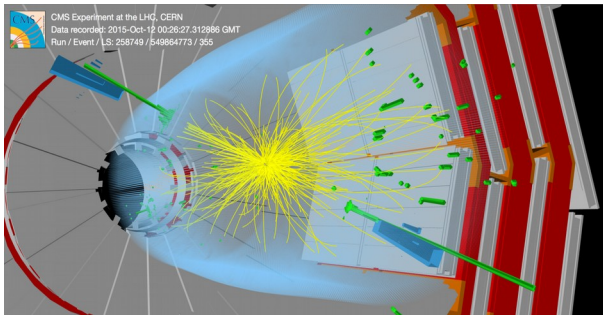 CMS
CMS Experiment at the LHC, CERN
Data recorded: 2015-Oct-12 00:26:27.312886 GMT
Run / Event / LS: 258749 / 549864773 / 355